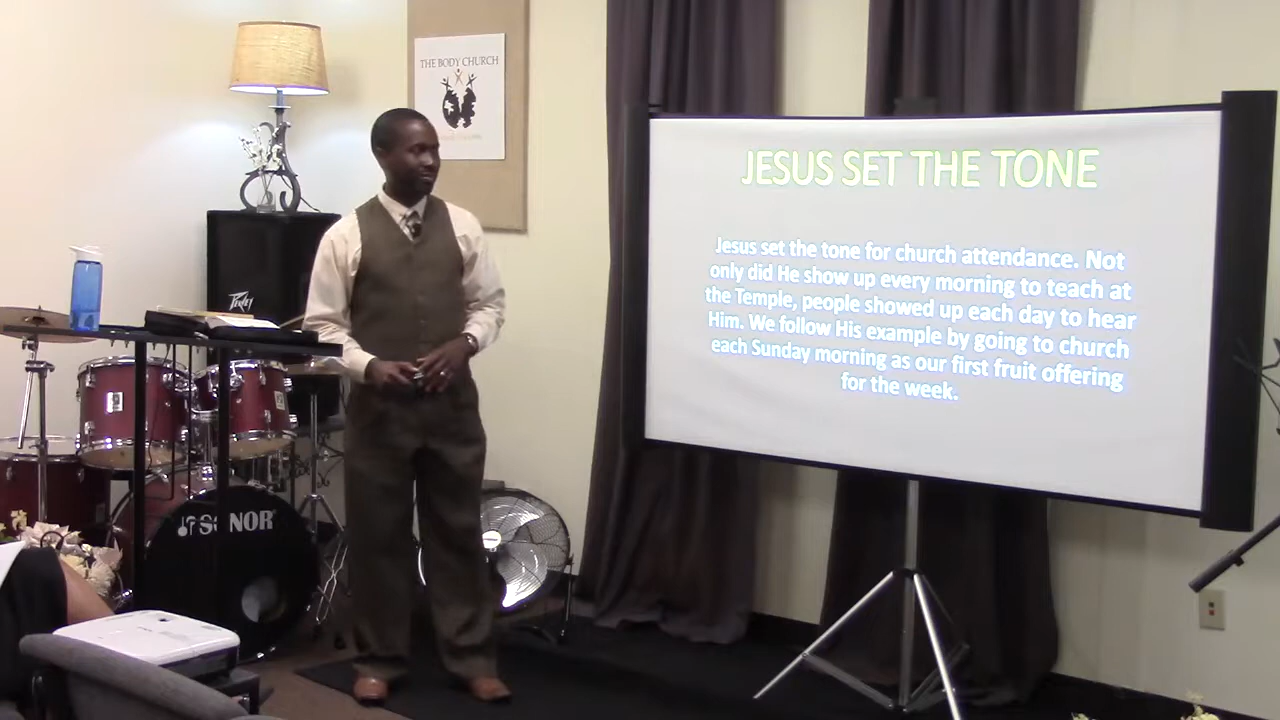 THE BODY CHURCH
JESUS SET THE TONE
Jesus set the tone for church attendance. Not
only did He show up every morning to teach at
the Temple, people showed up each day to hear
Him. We follow His example by going to church
each Sunday morning as our first fruit offering
for the week.
Peavey
SONOR